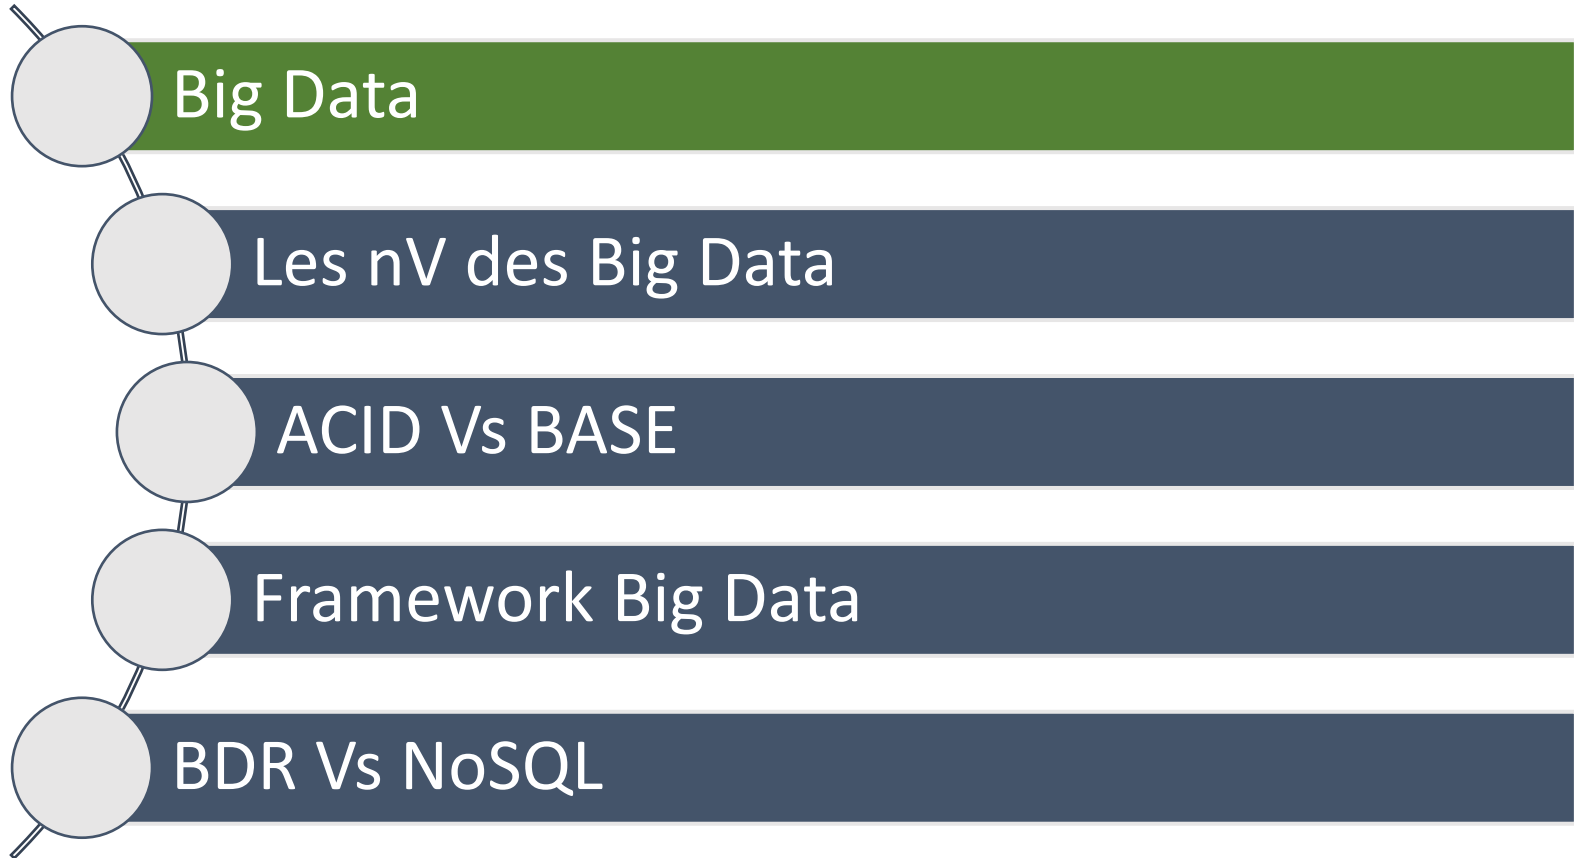 Big Data
Les nV des Big Data
ACID Vs BASE
Framework Big Data
BDR Vs NoSQL